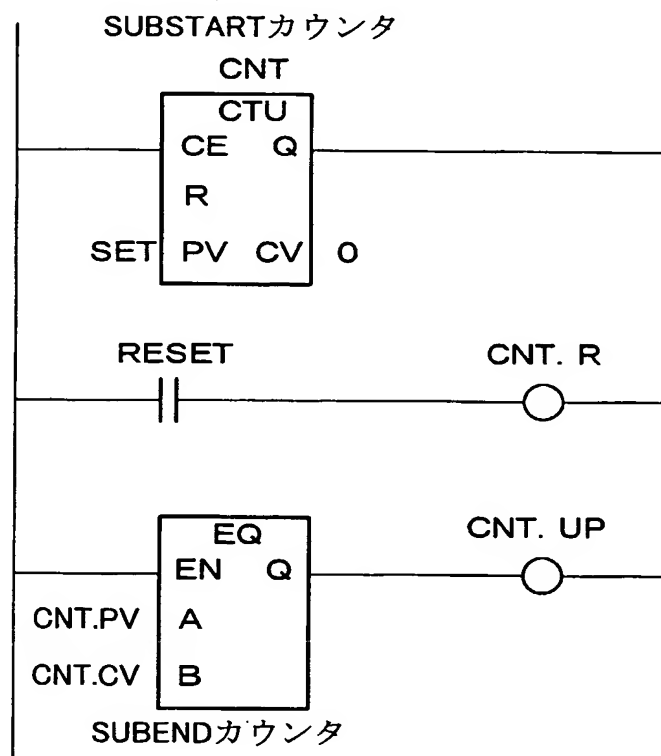 SUBSTARTカウンタ
CNT
CTU
CE Q
R
SET PV CV 0
RESET CNT. R
EQ CNT. UP
EN Q
CNT.PV A
CNT.CV B
SUBENDカウンタ